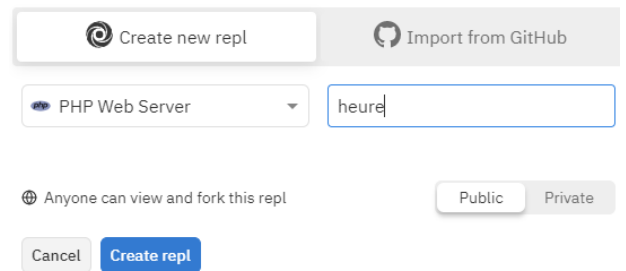 Create new repl
Import from GitHub
php PHP Web Server
heure
Anyone can view and fork this repl
Public
Private
Cancel
Create repl